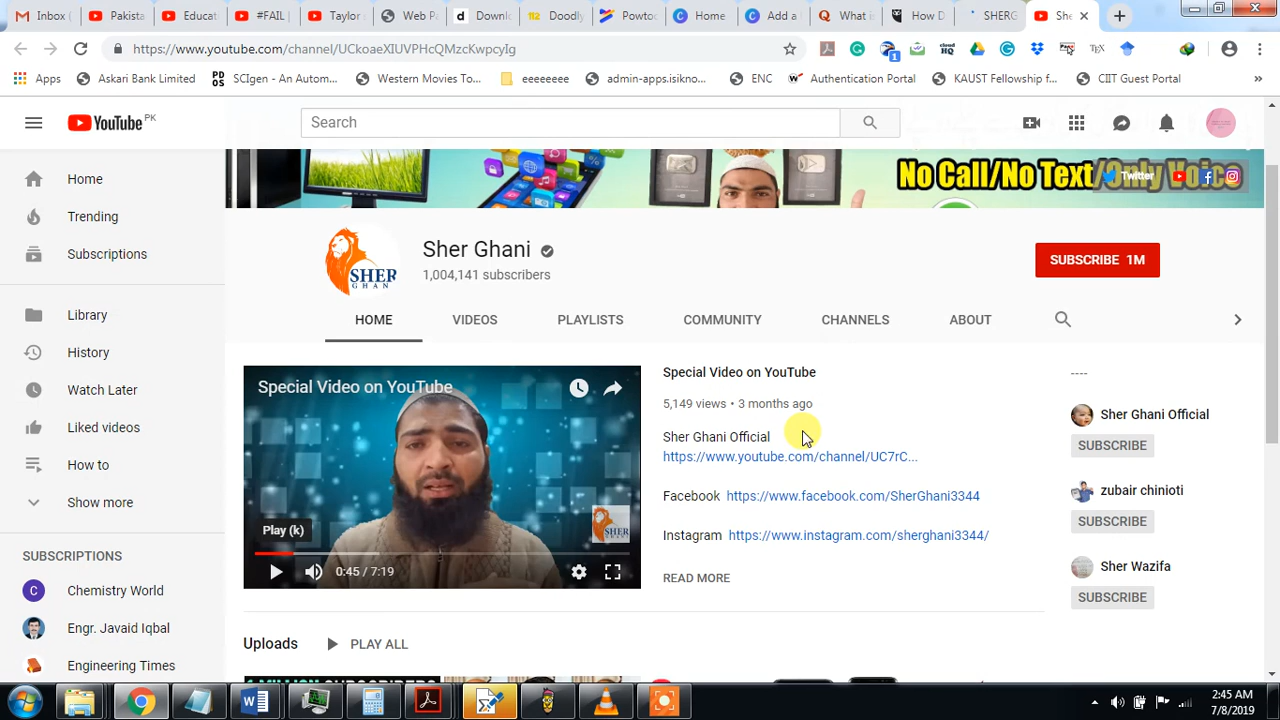 Inbox (
Pakista
Educat
#FAIL
Taylor
Web P
Downl
Doodly
Powtoo
Home
Add a
What is
How D
SHERG
She
https://www.youtube.com/channel/UCkoaeXIUVPHcQMzcKwpcyIg
Apps
Askari Bank Limited
SCIgen - An Autom...
Western Movies To...
eeeeeee
admin-apps.isikno...
ENC
Authentication Portal
KAUST Fellowship f...
CIIT Guest Portal
YouTube PK
Search
No Call/No Text/Only Voice
Twitter
Home
Trending
Subscriptions
Library
History
Watch Later
Liked videos
How to
Show more
SUBSCRIPTIONS
Chemistry World
Engr. Javaid Iqbal
Engineering Times
SHER
GHAN
Sher Ghani
1,004,141 subscribers
SUBSCRIBE 1M
HOME
VIDEOS
PLAYLISTS
COMMUNITY
CHANNELS
ABOUT
Special Video on YouTube
Play (k)
0:45 / 7:19
Special Video on YouTube
5,149 views • 3 months ago
Sher Ghani Official
https://www.youtube.com/channel/UC7rC...
Facebook https://www.facebook.com/SherGhani3344
Instagram https://www.instagram.com/sherghani3344/
READ MORE
----
Sher Ghani Official
SUBSCRIBE
zubair chinioti
SUBSCRIBE
Sher Wazifa
SUBSCRIBE
Uploads
PLAY ALL
2:45 AM
7/8/2019